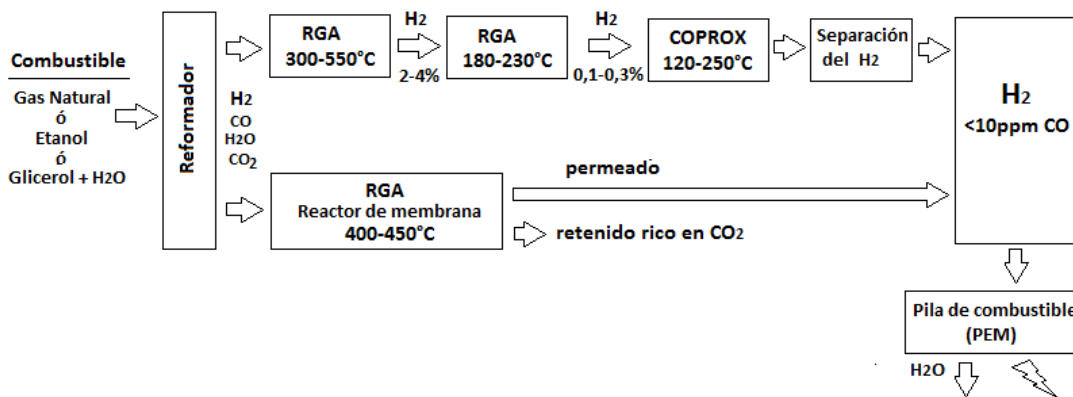 Combustible
Gas Natural
ó
Etanol
ó
Glicerol + H2O
Reformador
RGA
300-550°C
H2
2-4%
RGA
180-230°C
H2
0,1-0,3%
COPROX
120-250°C
Separación
del H2
H2
<10ppm CO
H2
CO
H2O
CO2
RGA
Reactor de membrana
400-450°C
permeado
retenido rico en CO2
Pila de combustible
(PEM)
H2O